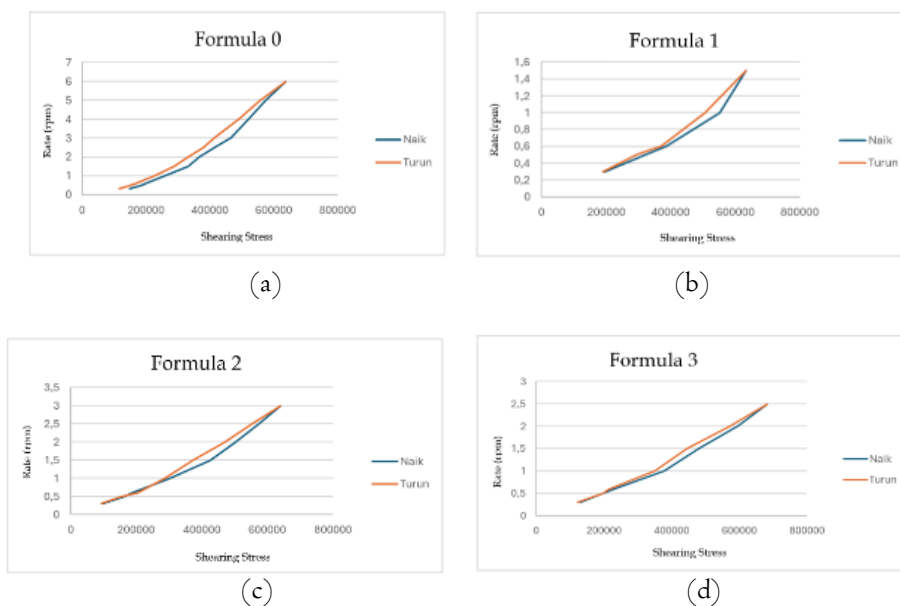 Formula 0
7
6
5
4
3
2
1
0
0 200000 400000 600000 800000
Rate (rpm)
Shearing Stress
Naik
Turun
(a)
Formula 1
1,6
1,4
1,2
1
0,8
0,6
0,4
0,2
0
0 200000 400000 600000 800000
Rate (rpm)
Shearing Stress
Naik
Turun
(b)
Formula 2
3,5
3
2,5
2
1,5
1
0,5
0
0 200000 400000 600000 800000
Rate (rpm)
Shearing Stress
Naik
Turun
(c)
Formula 3
3
2,5
2
1,5
1
0,5
0
0 200000 400000 600000 800000
Rate (rpm)
Shearing Stress
Naik
Turun
(d)